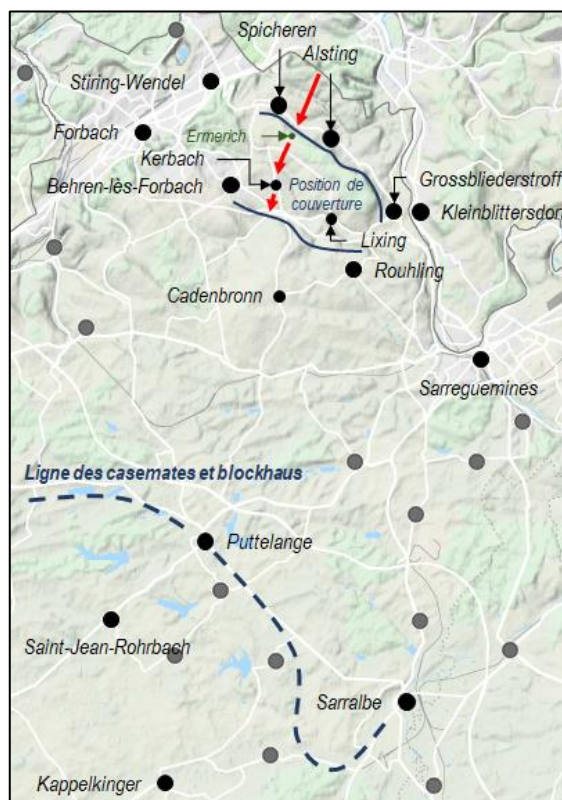 Spicheren
Alsting
Stiring-Wendel
Forbach
Ermerich
Kerbach
Behren-lès-Forbach
Position de
couverture
Grossbliederstroff
Kleinblittersdorf
Lixing
Rouhling
Cadenbronn
Sarreguemines
Ligne des casemates et blockhaus
Puttelange
Saint-Jean-Rohrbach
Sarralbe
Kappelkinger